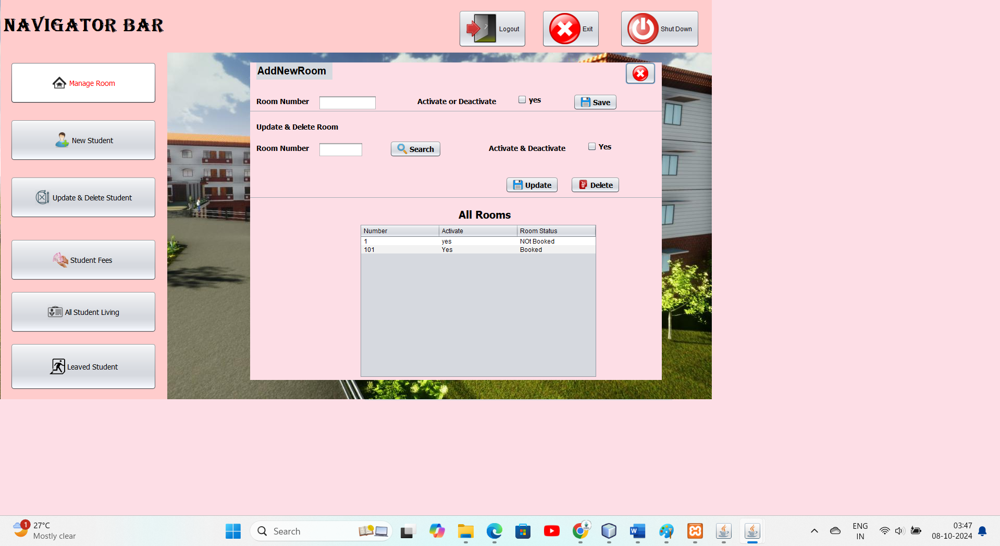 NAVIGATOR BAR
Logout
Exit
Shut Down
Manage Room
New Student
Update & Delete Student
Student Fees
All Student Living
Leaved Student
AddNewRoom
Room Number
Activate or Deactivate
yes
Save
Update & Delete Room
Room Number
Search
Activate & Deactivate
Yes
Update
Delete
All Rooms
Number Activate Room Status
1 yes NOt Booked
101 Yes Booked
1
27°C
Mostly clear
Search
ENG
IN
03:47
08-10-2024